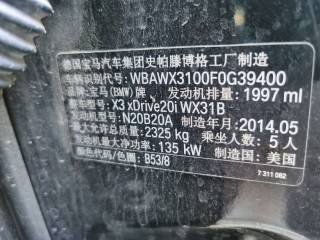 德国宝马汽车集团史帕滕博格工厂制造
车辆识别代号: WBAWX3100F0G39400
品牌: 宝马(BMW)牌 发动机排量: 1997 ml
整车型号: X3 xDrive20i WX31B
发动机型号: N20B20A 制造年月: 2014.05
最大允许总质量: 2325 kg 乘坐人数: 5 人
发动机最大净功率: 135 kW 制造国: 美国
颜色代码/色圈: B53/8
7 311 062